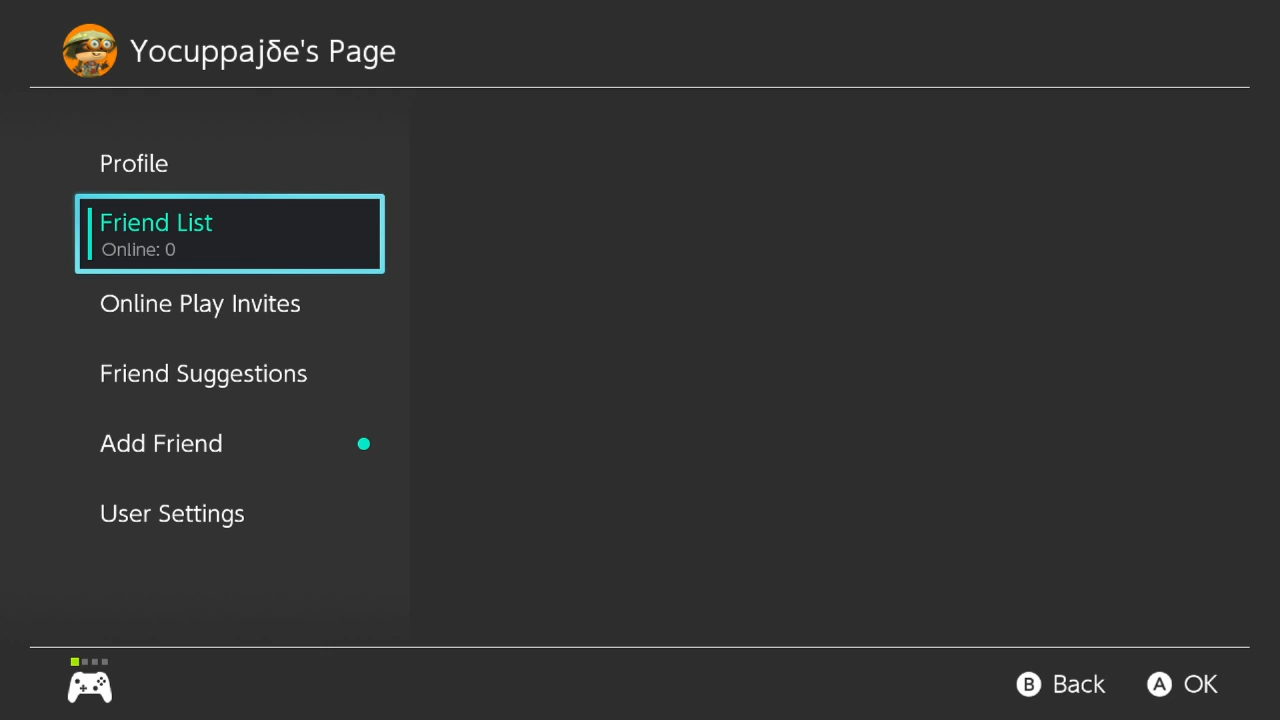 Yocuppajδe's Page
Profile
Friend List
Online: 0
Online Play Invites
Friend Suggestions
Add Friend
User Settings
B Back A OK